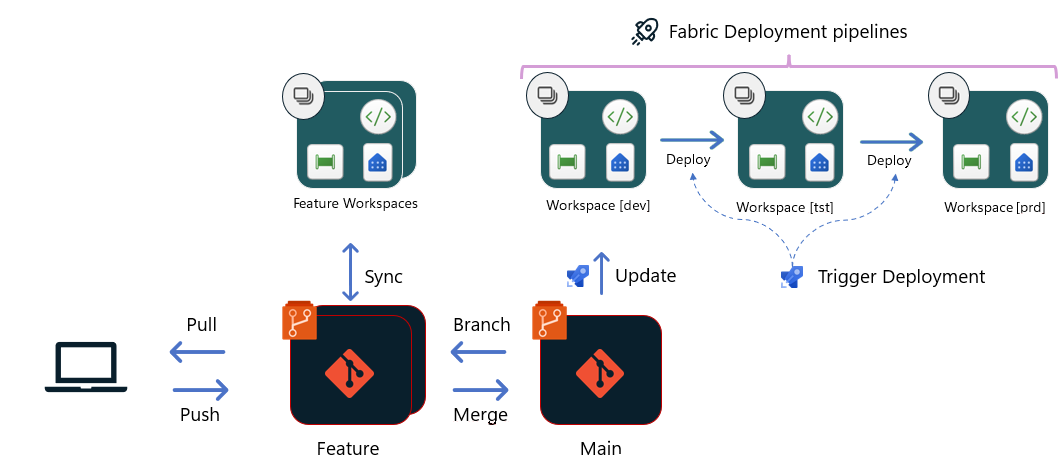 Fabric Deployment pipelines
</>
</>
</>
</>
Deploy
Deploy
Feature Workspaces
Workspace [dev]
Workspace [tst]
Workspace [prd]
Sync
Update
Trigger Deployment
Pull
Branch
Push
Merge
Feature
Main